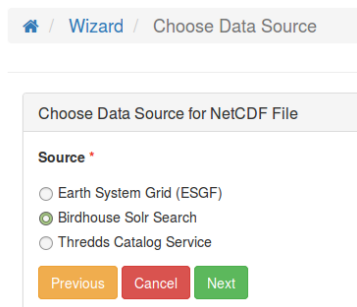 / Wizard / Choose Data Source
Choose Data Source for NetCDF File
Source *
Earth System Grid (ESGF)
Birdhouse Solr Search
Thredds Catalog Service
Previous Cancel Next